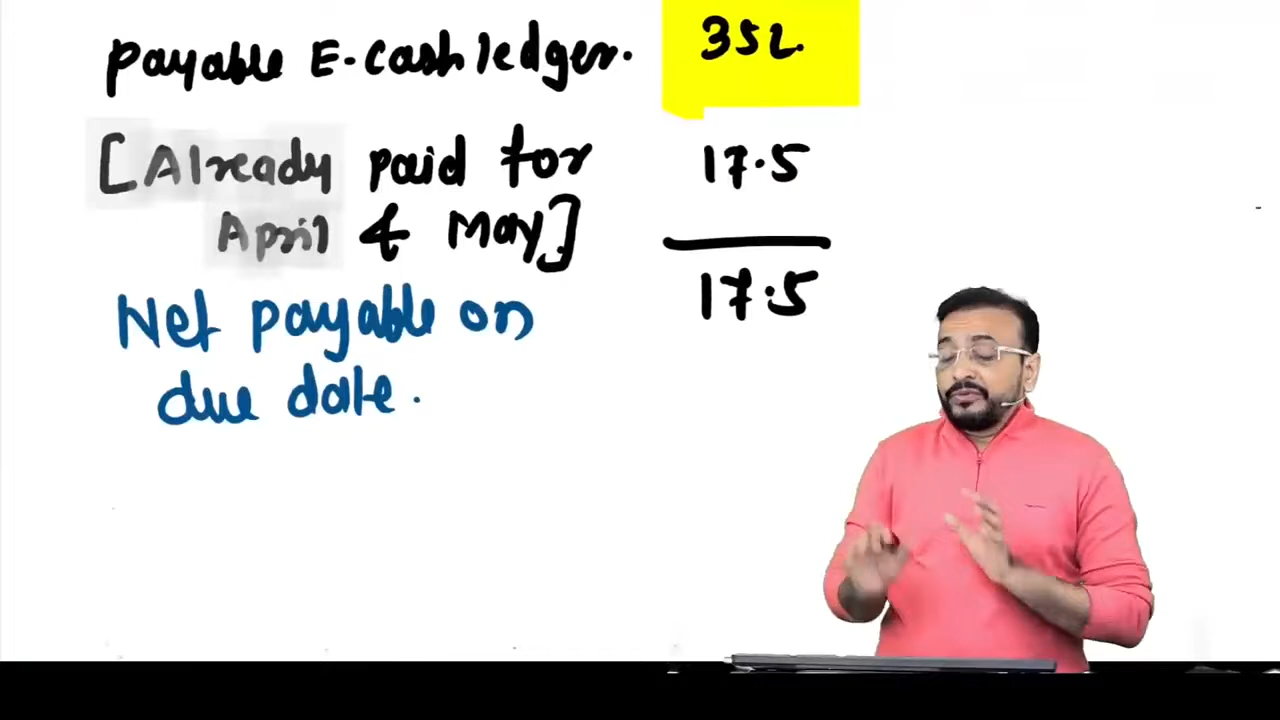 Payable E-cash ledger. 35L
[Already paid for 17.5
April & May]
17.5
Net payable on
due date.